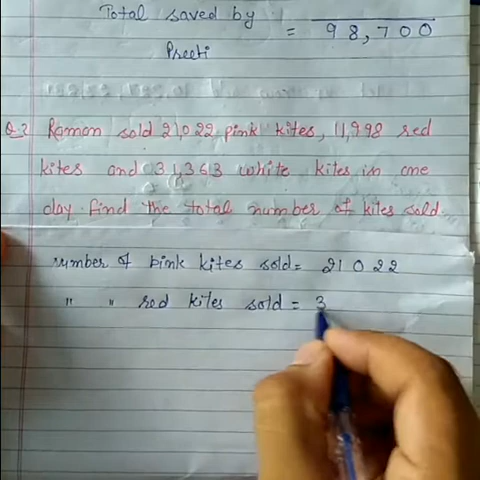 Total saved by
= 98,700
Preeti
Q.2 Raman sold 21,022 pink kites, 11,998 red
kites and 31,363 white kites in one
day. Find the total number of kites sold.
number of pink kites sold = 21022
" " red kites sold = 3